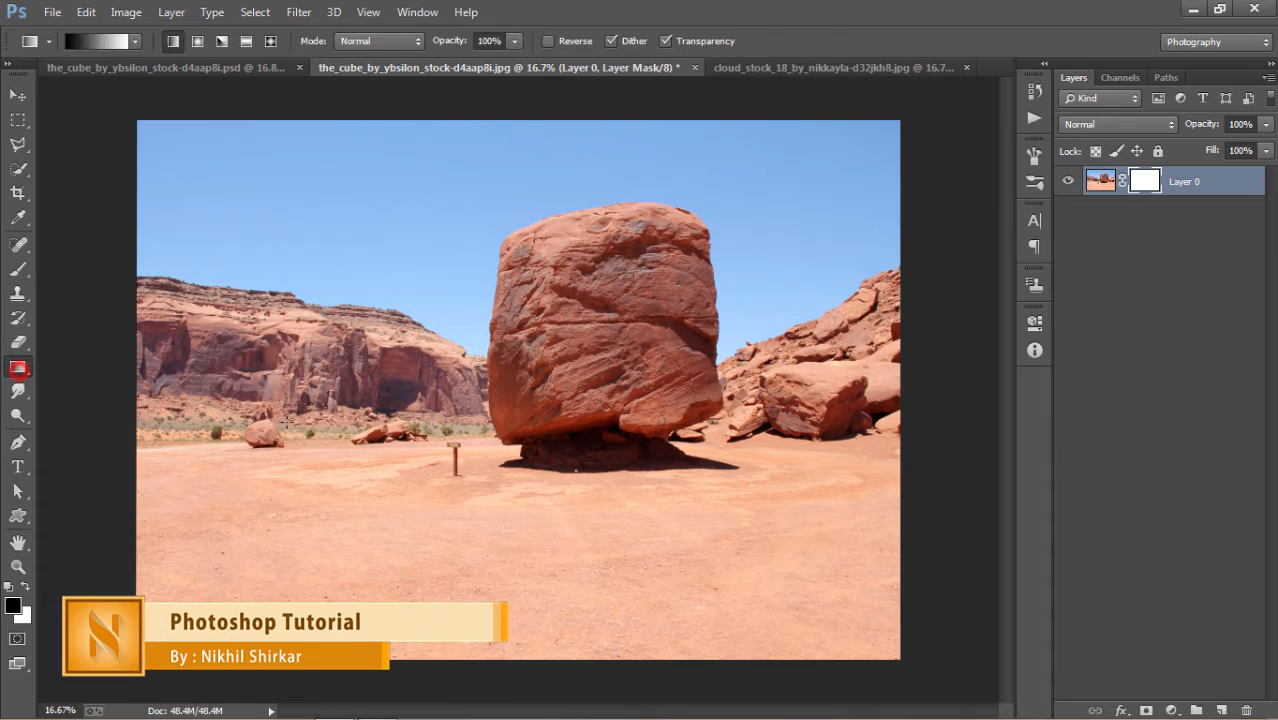 Ps File Edit Image Layer Type Select Filter 3D View Window Help
Mode: Normal Opacity: 100% Reverse Dither Transparency Photography
the_cube_by_ybsilon_stock-d4aap8i.psd @ 16.8... × the_cube_by_ybsilon_stock-d4aap8i.jpg @ 16.7% (Layer 0, Layer Mask/8) * × cloud_stock_18_by_nikkayla-d32jkh8.jpg @ 16.7... ×
Layers Channels Paths
Kind
Normal Opacity: 100%
Lock: Fill: 100%
Layer 0
N
Photoshop Tutorial
By : Nikhil Shirkar
16.67% Doc: 48.4M/48.4M